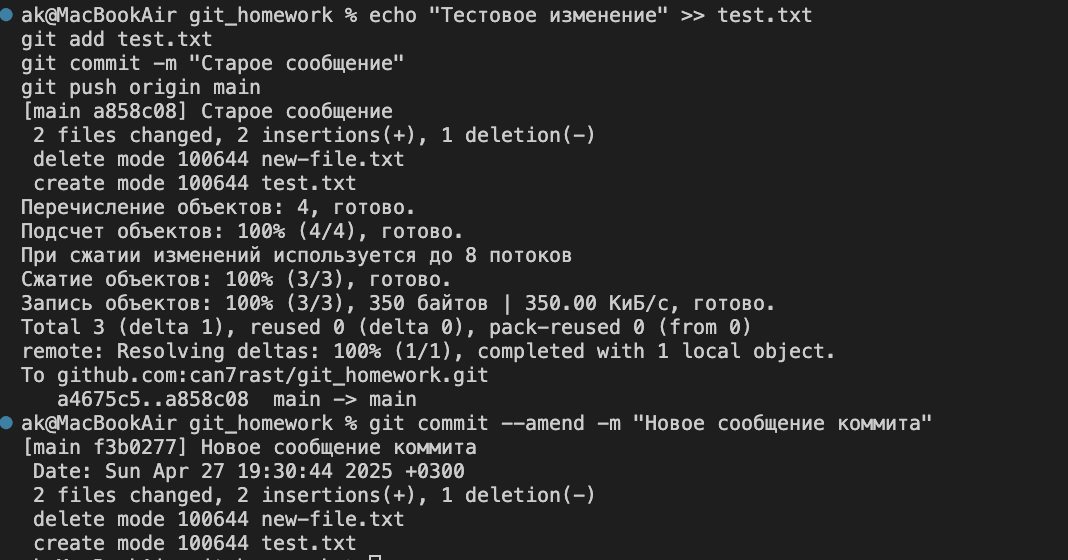 ak@MacBookAir git_homework % echo "Тестовое изменение" >> test.txt
git add test.txt
git commit -m "Старое сообщение"
git push origin main
[main a858c08] Старое сообщение
 2 files changed, 2 insertions(+), 1 deletion(-)
 delete mode 100644 new-file.txt
 create mode 100644 test.txt
Перечисление объектов: 4, готово.
Подсчет объектов: 100% (4/4), готово.
При сжатии изменений используется до 8 потоков
Сжатие объектов: 100% (3/3), готово.
Запись объектов: 100% (3/3), 350 байтов | 350.00 КиБ/с, готово.
Total 3 (delta 1), reused 0 (delta 0), pack-reused 0 (from 0)
remote: Resolving deltas: 100% (1/1), completed with 1 local object.
To github.com:can7rast/git_homework.git
   a4675c5..a858c08  main -> main
ak@MacBookAir git_homework % git commit --amend -m "Новое сообщение коммита"
[main f3b0277] Новое сообщение коммита
 Date: Sun Apr 27 19:30:44 2025 +0300
 2 files changed, 2 insertions(+), 1 deletion(-)
 delete mode 100644 new-file.txt
 create mode 100644 test.txt